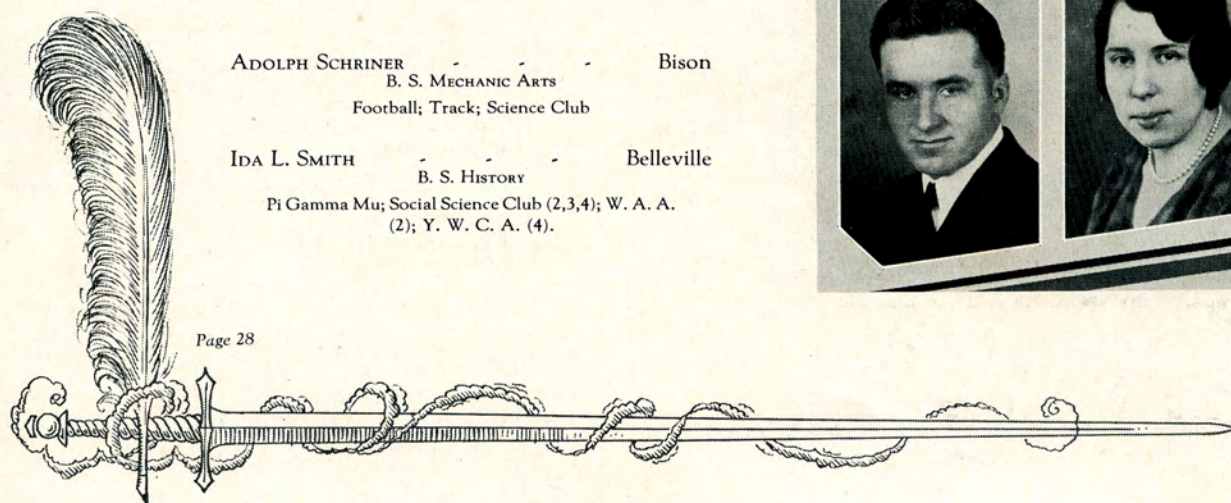 ADOLPH SCHRINER - - - Bison
B. S. MECHANIC ARTS
Football; Track; Science Club
IDA L. SMITH - - - Belleville
B. S. HISTORY
Pi Gamma Mu; Social Science Club (2,3,4); W. A. A.
(2); Y. W. C. A. (4).
Page 28